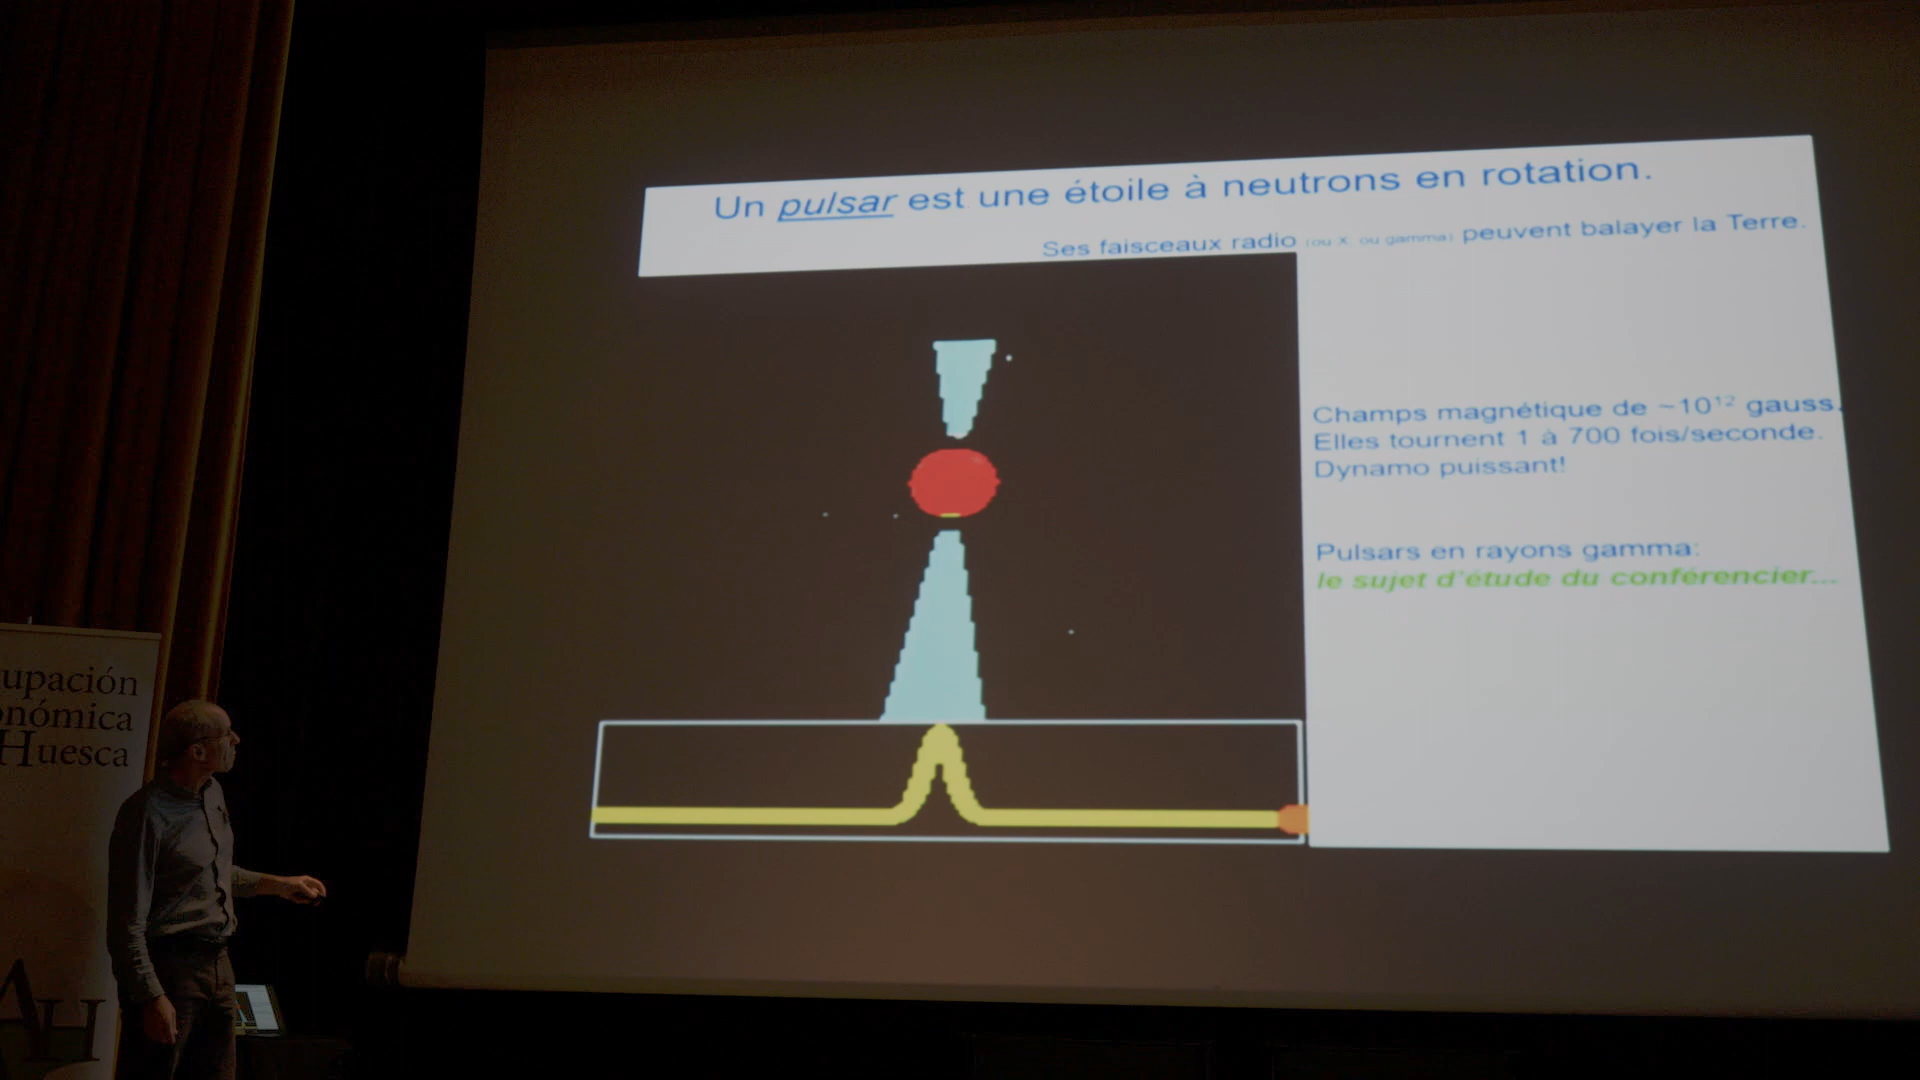 Un pulsar est une étoile à neutrons en rotation.
Ses faisceaux radio (ou X ou gamma) peuvent balayer la Terre.
Champs magnétique de ~10¹² gauss.
Elles tournent 1 à 700 fois/seconde.
Dynamo puissant!
Pulsars en rayons gamma:
le sujet d'étude du conférencier...
upación
onómica
Huesca
AH